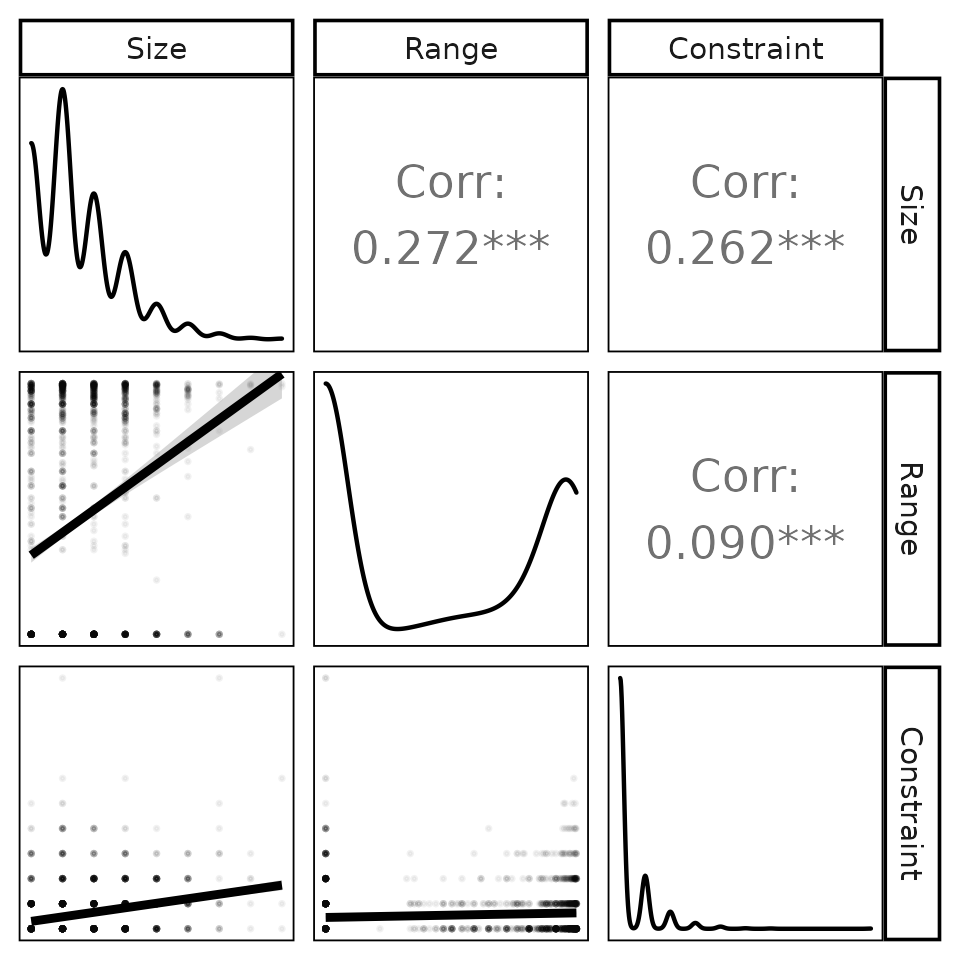 Size
Range
Constraint
Corr:
0.272***
Corr:
0.262***
Size
Corr:
0.090***
Range
Constraint